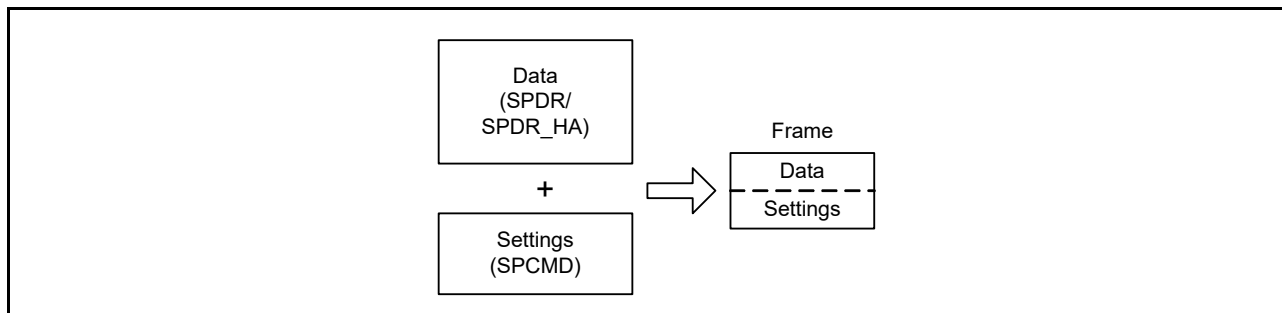 Data
(SPDR/
SPDR_HA)
+
Settings
(SPCMD)
Frame
Data
Settings